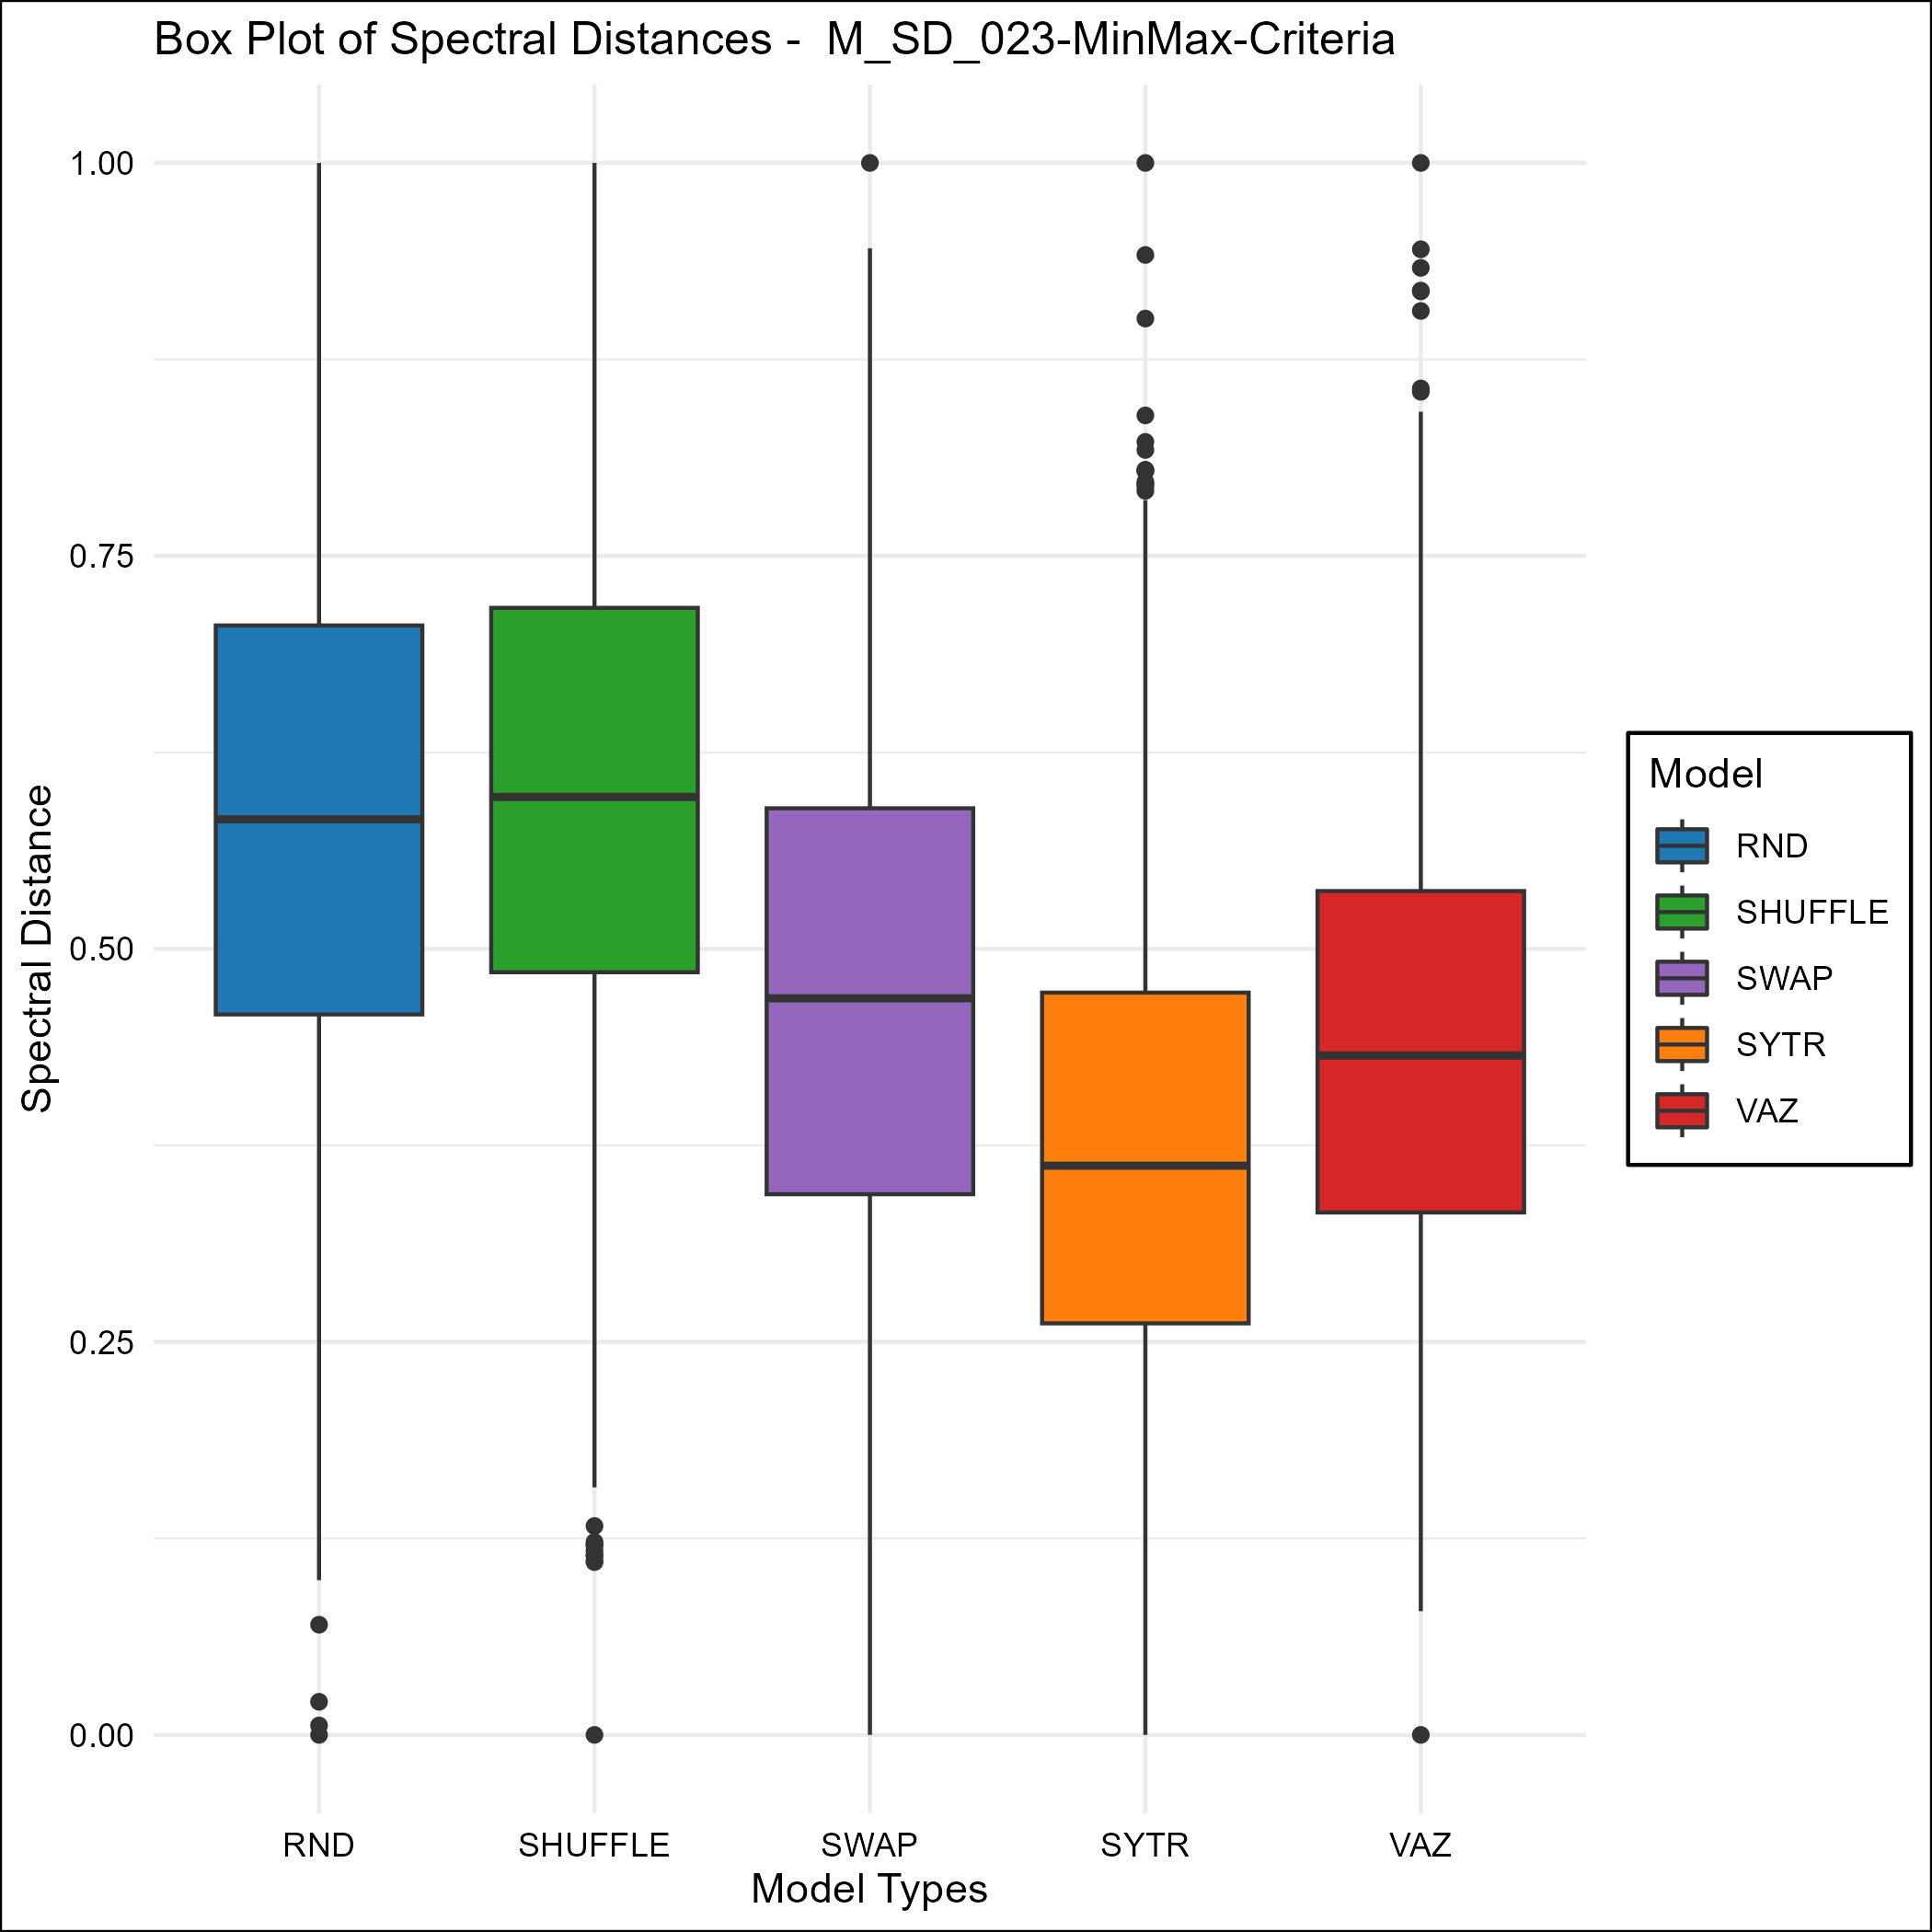 Box Plot of Spectral Distances -  M_SD_023-MinMax-Criteria
1.00
0.75
0.50
0.25
0.00
Spectral Distance
RND
SHUFFLE
SWAP
SYTR
VAZ
Model Types
Model
RND
SHUFFLE
SWAP
SYTR
VAZ